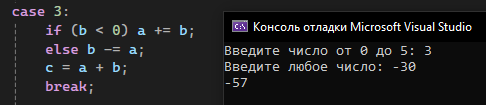 case 3:
if (b < 0) a += b;
else b -= a;
c = a + b;
break;
Консоль отладки Microsoft Visual Studio
Введите число от 0 до 5: 3
Введите любое число: -30
-57